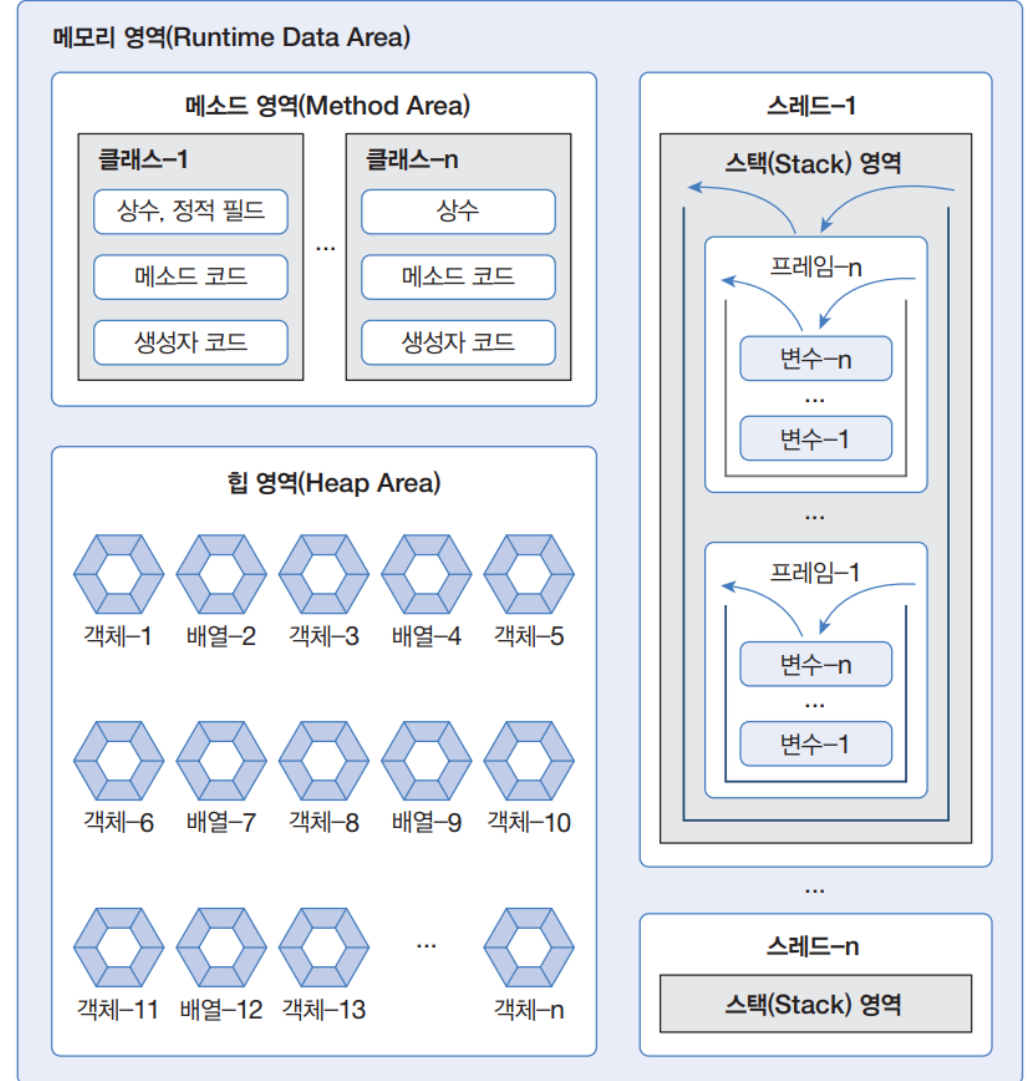 메모리 영역(Runtime Data Area)
메소드 영역(Method Area)
클래스–1
상수, 정적 필드
메소드 코드
생성자 코드
...
클래스–n
상수
메소드 코드
생성자 코드
힙 영역(Heap Area)
객체–1 배열–2 객체–3 배열–4 객체–5
객체–6 배열–7 객체–8 배열–9 객체–10
...
객체–11 배열–12 객체–13 객체–n
스레드–1
스택(Stack) 영역
프레임–n
변수–n
...
변수–1
...
프레임–1
변수–n
...
변수–1
...
스레드–n
스택(Stack) 영역